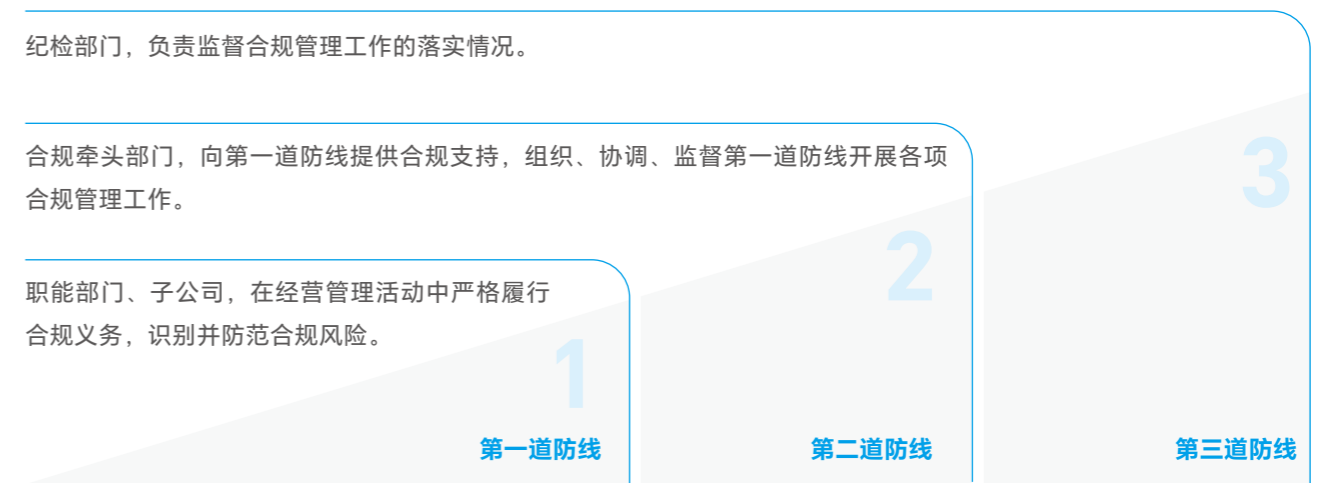 纪检部门，负责监督合规管理工作的落实情况。
合规牵头部门，向第一道防线提供合规支持，组织、协调、监督第一道防线开展各项
合规管理工作。
职能部门、子公司，在经营管理活动中严格履行
合规义务，识别并防范合规风险。
1
第一道防线
2
第二道防线
3
第三道防线